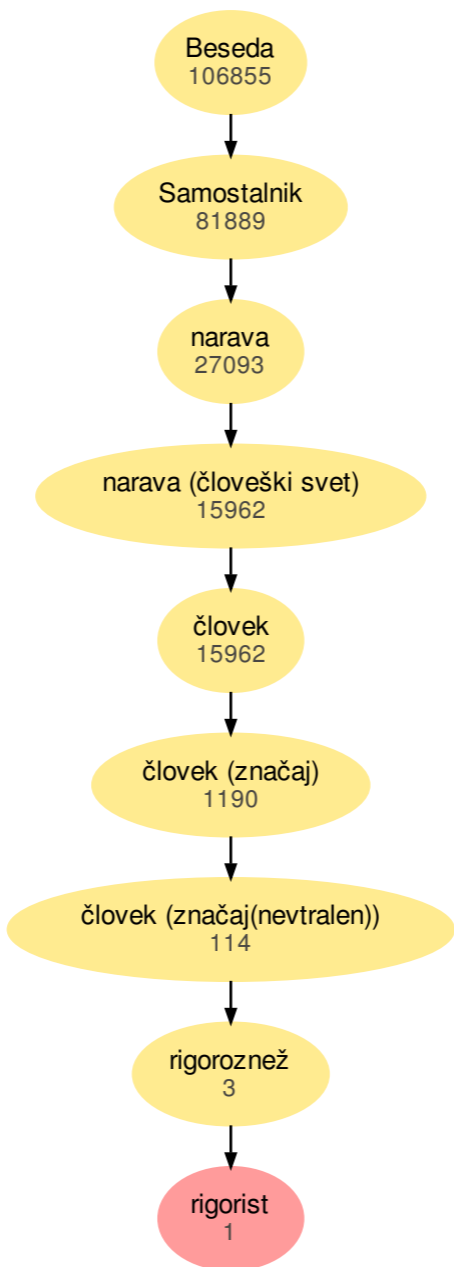 Beseda
106855
Samostalnik
81889
narava
27093
narava (človeški svet)
15962
človek
15962
človek (značaj)
1190
človek (značaj(nevtralen))
114
rigoroznež
3
rigorist
1